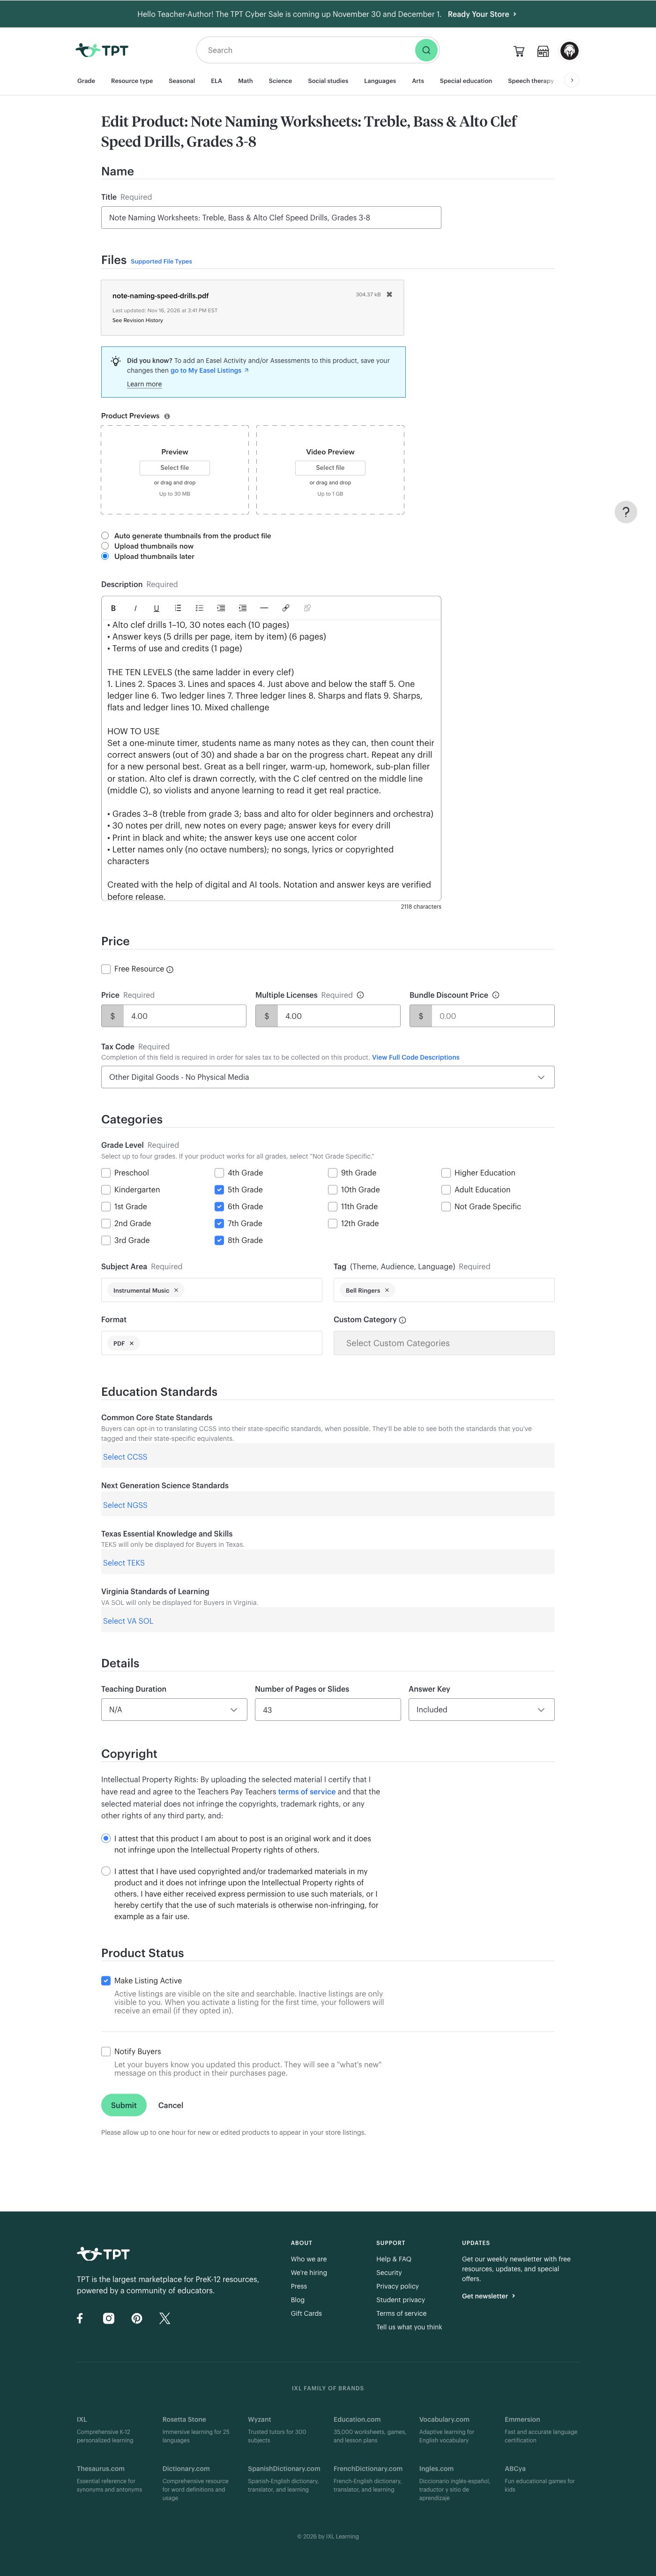 Hello Teacher-Author! The TPT Cyber Sale is coming up November 30 and December 1. Ready Your Store
TPT
Search
Grade Resource type Seasonal ELA Math Science Social studies Languages Arts Special education Speech therapy
Edit Product: Note Naming Worksheets: Treble, Bass & Alto Clef
Speed Drills, Grades 3-8
Name
Title Required
Note Naming Worksheets: Treble, Bass & Alto Clef Speed Drills, Grades 3-8
Files Supported File Types
note-naming-speed-drills.pdf 304.37 kB
Last updated: Nov 16, 2026 at 3:41 PM EST
See Revision History
Did you know? To add an Easel Activity and/or Assessments to this product, save your
changes then go to My Easel Listings
Learn more
Product Previews
Preview Video Preview
Select file Select file
or drag and drop or drag and drop
Up to 30 MB Up to 1 GB
?
Auto generate thumbnails from the product file
Upload thumbnails now
Upload thumbnails later
Description Required
B I U
• Alto clef drills 1–10, 30 notes each (10 pages)
• Answer keys (5 drills per page, item by item) (6 pages)
• Terms of use and credits (1 page)
THE TEN LEVELS (the same ladder in every clef)
1. Lines 2. Spaces 3. Lines and spaces 4. Just above and below the staff 5. One
ledger line 6. Two ledger lines 7. Three ledger lines 8. Sharps and flats 9. Sharps,
flats and ledger lines 10. Mixed challenge
HOW TO USE
Set a one-minute timer, students name as many notes as they can, then count their
correct answers (out of 30) and shade a bar on the progress chart. Repeat any drill
for a new personal best. Great as a bell ringer, warm-up, homework, sub-plan filler
or station. Alto clef is drawn correctly, with the C clef centred on the middle line
(middle C), so violists and anyone learning to read it get real practice.
• Grades 3–8 (treble from grade 3; bass and alto for older beginners and orchestra)
• 30 notes per drill, new notes on every page; answer keys for every drill
• Print in black and white; the answer keys use one accent color
• Letter names only (no octave numbers); no songs, lyrics or copyrighted
characters
Created with the help of digital and AI tools. Notation and answer keys are verified
before release.
2118 characters
Price
Free Resource
Price Required Multiple Licenses Required Bundle Discount Price
$ 4.00 $ 4.00 $ 0.00
Tax Code Required
Completion of this field is required in order for sales tax to be collected on this product. View Full Code Descriptions
Other Digital Goods - No Physical Media
Categories
Grade Level Required
Select up to four grades. If your product works for all grades, select "Not Grade Specific."
Preschool 4th Grade 9th Grade Higher Education
Kindergarten 5th Grade 10th Grade Adult Education
1st Grade 6th Grade 11th Grade Not Grade Specific
2nd Grade 7th Grade 12th Grade
3rd Grade 8th Grade
Subject Area Required Tag (Theme, Audience, Language) Required
Instrumental Music Bell Ringers
Format Custom Category
PDF Select Custom Categories
Education Standards
Common Core State Standards
Buyers can opt-in to translating CCSS into their state-specific standards, when possible. They'll be able to see both the standards that you've
tagged and their state-specific equivalents.
Select CCSS
Next Generation Science Standards
Select NGSS
Texas Essential Knowledge and Skills
TEKS will only be displayed for Buyers in Texas.
Select TEKS
Virginia Standards of Learning
VA SOL will only be displayed for Buyers in Virginia.
Select VA SOL
Details
Teaching Duration Number of Pages or Slides Answer Key
N/A 43 Included
Copyright
Intellectual Property Rights: By uploading the selected material I certify that I
have read and agree to the Teachers Pay Teachers terms of service and that the
selected material does not infringe the copyrights, trademark rights, or any
other rights of any third party, and:
I attest that this product I am about to post is an original work and it does
not infringe upon the Intellectual Property rights of others.
I attest that I have used copyrighted and/or trademarked materials in my
product and it does not infringe upon the Intellectual Property rights of
others. I have either received express permission to use such materials, or I
hereby certify that the use of such materials is otherwise non-infringing, for
example as a fair use.
Product Status
Make Listing Active
Active listings are visible on the site and searchable. Inactive listings are only
visible to you. When you activate a listing for the first time, your followers will
receive an email (if they opted in).
Notify Buyers
Let your buyers know you updated this product. They will see a "what's new"
message on this product in their purchases page.
Submit Cancel
Please allow up to one hour for new or edited products to appear in your store listings.
TPT
TPT is the largest marketplace for PreK-12 resources,
powered by a community of educators.
ABOUT
Who we are
We're hiring
Press
Blog
Gift Cards
SUPPORT
Help & FAQ
Security
Privacy policy
Student privacy
Terms of service
Tell us what you think
UPDATES
Get our weekly newsletter with free
resources, updates, and special
offers.
Get newsletter
IXL FAMILY OF BRANDS
IXL
Comprehensive K-12
personalized learning
Rosetta Stone
Immersive learning for 25
languages
Wyzant
Trusted tutors for 300
subjects
Education.com
35,000 worksheets, games,
and lesson plans
Vocabulary.com
Adaptive learning for
English vocabulary
Emmersion
Fast and accurate language
certification
Thesaurus.com
Essential reference for
synonyms and antonyms
Dictionary.com
Comprehensive resource
for word definitions and
usage
SpanishDictionary.com
Spanish-English dictionary,
translator, and learning
FrenchDictionary.com
French-English dictionary,
translator, and learning
Ingles.com
Diccionario inglés-español,
traductor y sitio de
aprendizaje
ABCya
Fun educational games for
kids
© 2026 by IXL Learning